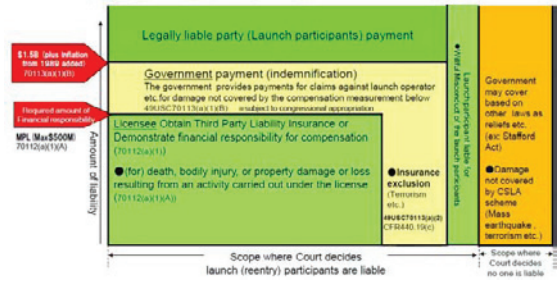 Legally liable party (Launch participants) payment
$1.5B (plus Inflation
from 1989 added)
70113(a)(1)(B)
Government payment (indemnification)
The government provides payments for claims against launch operator
etc.for damage not covered by the compensation measurement below
49USC70113(a)(1)(B) ※subject to congressional appropriation
Required amount of
Financial responsibility
MPL (Max$500M)
70112(a)(1)(A)
Amount of liability
Licensee Obtain Third Party Liability Insurance or
Demonstrate financial responsibility for compensation
(70112(a)(1))
●(for) death, bodily injury, or property damage or loss
resulting from an activity carried out under the license
(70112(a)(1)(A))
●Insurance
exclusion
(Terrorism
etc.)
49USC70113(a)(2)
CFR440.19(c)
Launch participant liable for
●Wilful Misconduct of the launch participants
Government
may cover
based on
other laws as
reliefs etc.
(ex: Stafford
Act)
●Damage
not covered
by CSLA
scheme
(Mass
earthquake,
terrorism etc.)
Scope where Court decides
launch (reentry) participants are liable
Scope where
Court decides
no one is liable